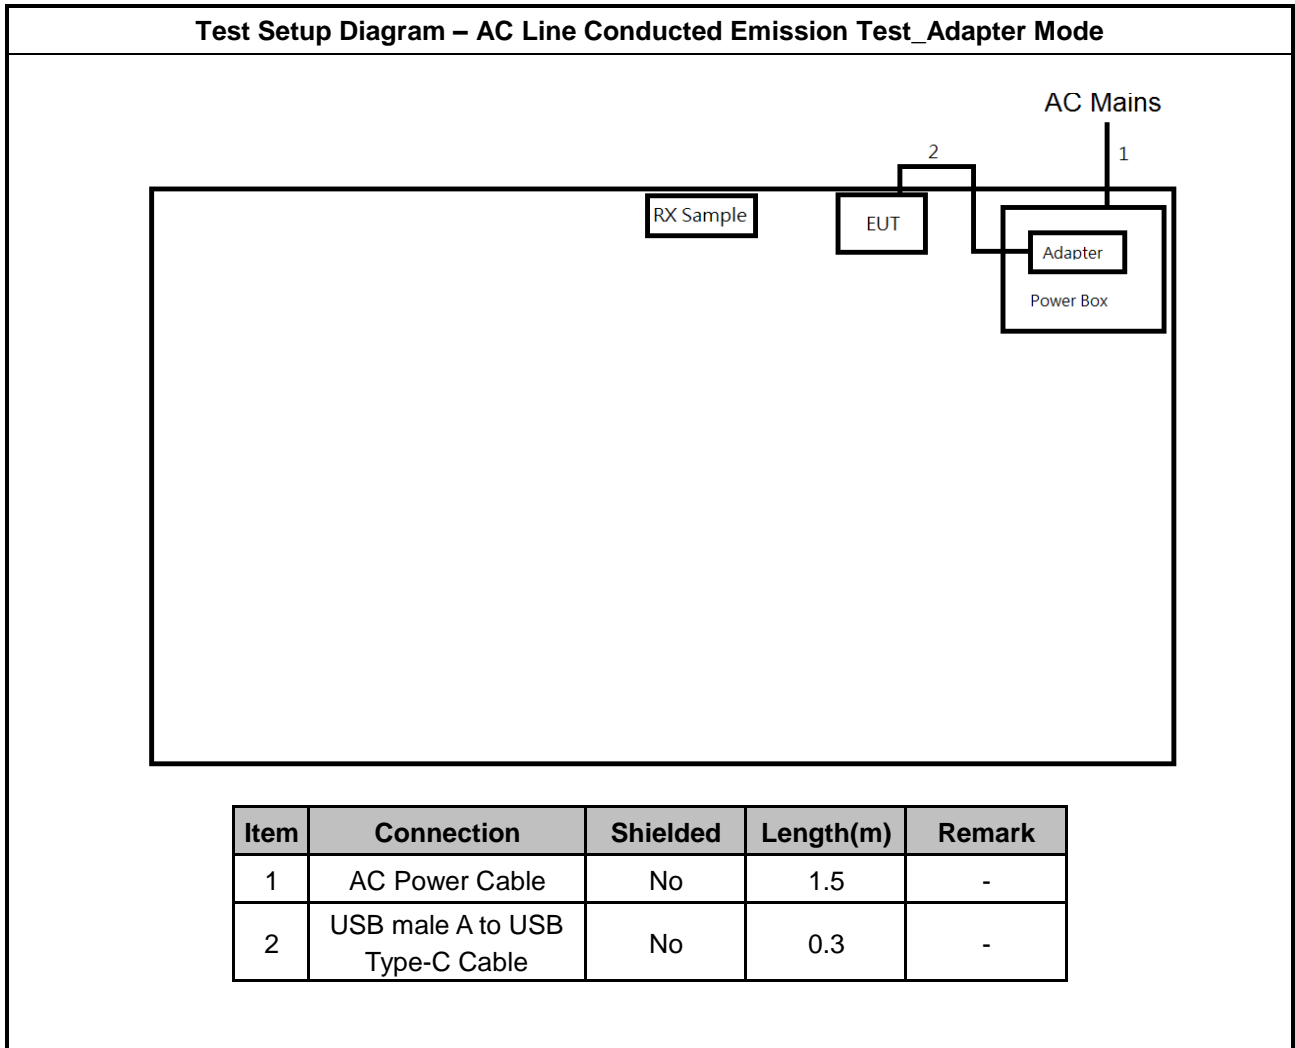 Test Setup Diagram – AC Line Conducted Emission Test_Adapter Mode
AC Mains
2
1
RX Sample
EUT
Adapter
Power Box
Item Connection Shielded Length(m) Remark
1 AC Power Cable No 1.5 -
2 USB male A to USB Type-C Cable No 0.3 -